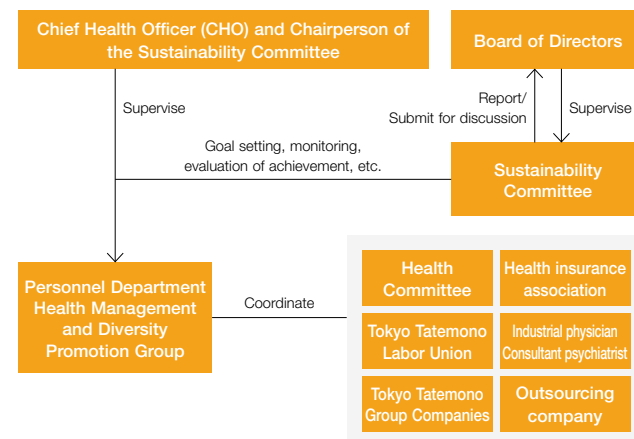 Chief Health Officer (CHO) and Chairperson of
the Sustainability Committee
Board of Directors
Supervise
Report/
Submit for discussion
Supervise
Goal setting, monitoring,
evaluation of achievement, etc.
Sustainability
Committee
Personnel Department
Health Management
and Diversity
Promotion Group
Coordinate
Health
Committee
Health insurance
association
Tokyo Tatemono
Labor Union
Industrial physician
Consultant psychiatrist
Tokyo Tatemono
Group Companies
Outsourcing
company